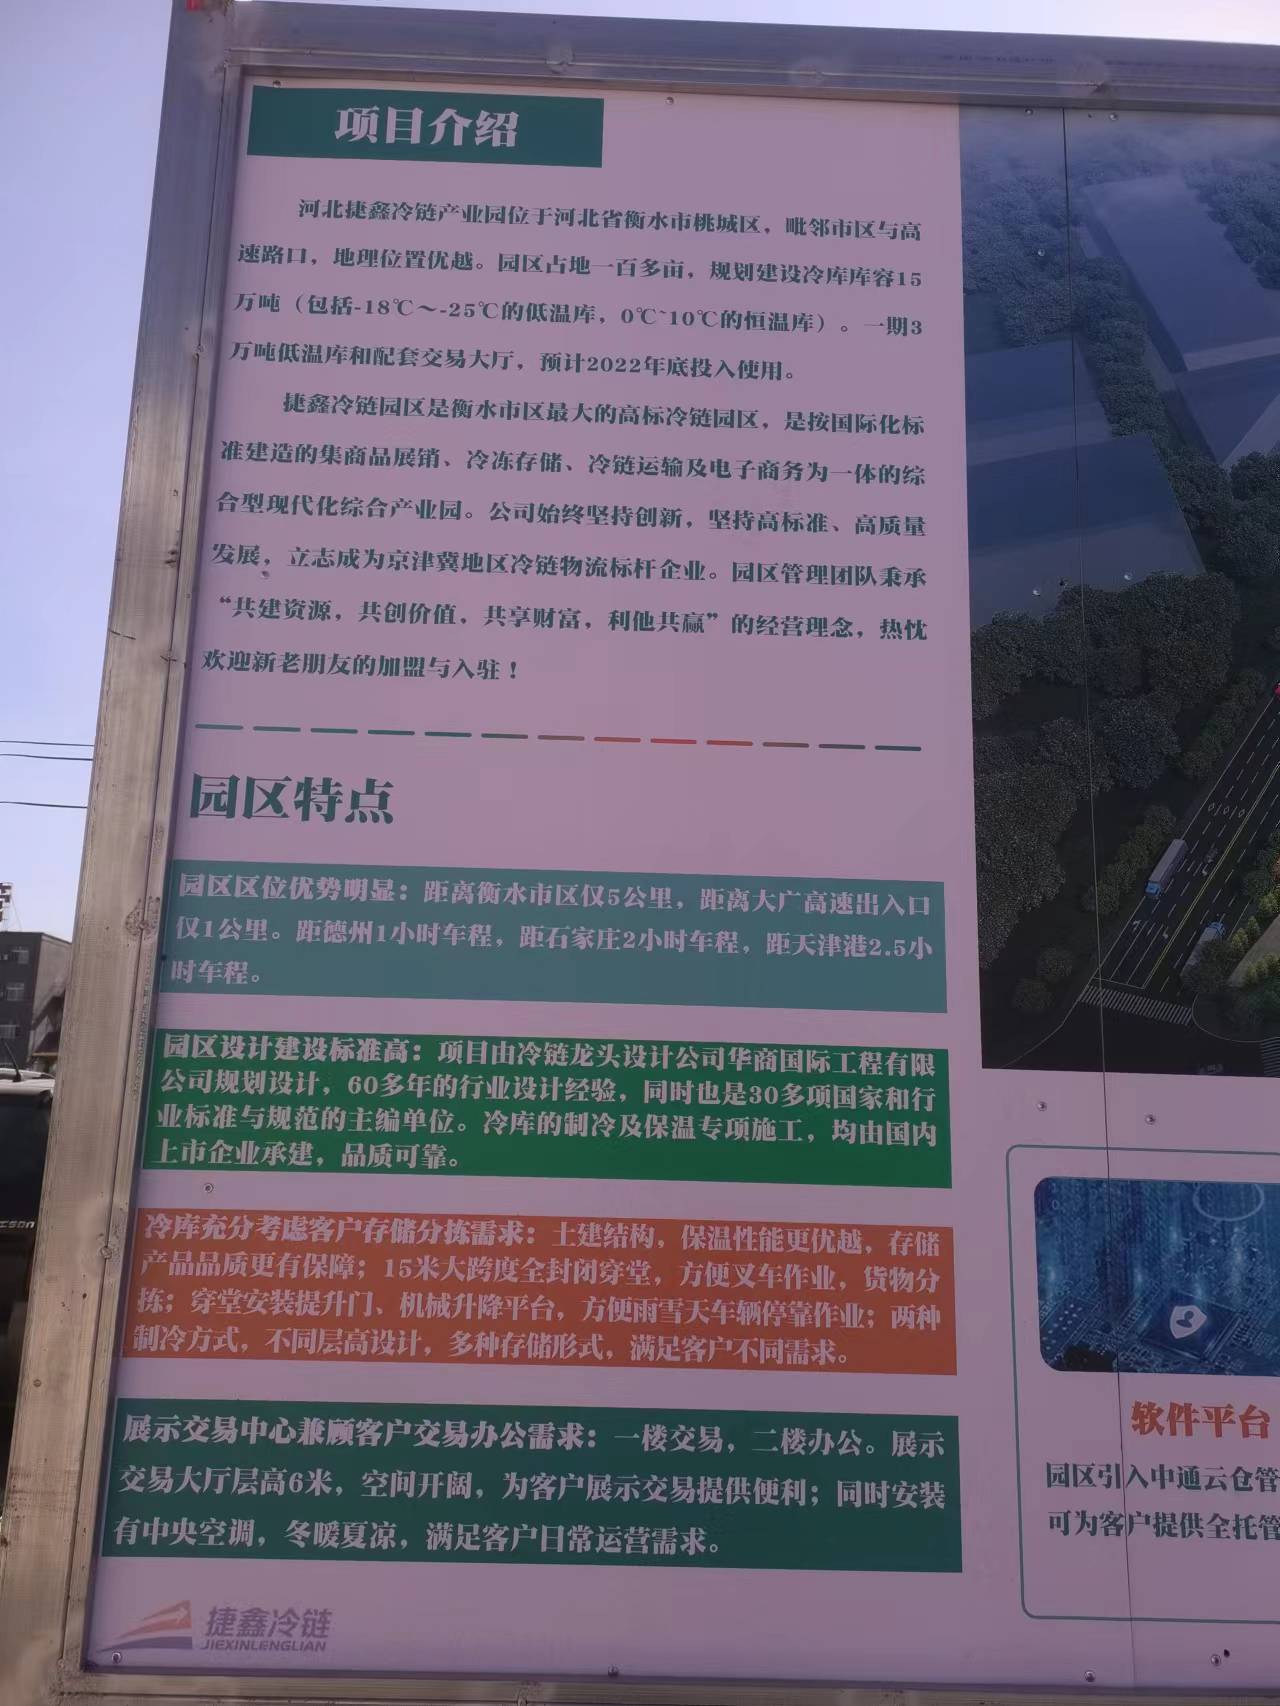 项目介绍
河北捷鑫冷链产业园位于河北省衡水市桃城区，毗邻市区与高
速路口，地理位置优越。园区占地一百多亩，规划建设冷库库容15
万吨（包括-18℃～-25℃的低温库，0℃~10℃的恒温库）。一期3
万吨低温库和配套交易大厅，预计2022年底投入使用。
捷鑫冷链园区是衡水市区最大的高标冷链园区，是按国际化标
准建造的集商品展销、冷冻存储、冷链运输及电子商务为一体的综
合型现代化综合产业园。公司始终坚持创新，坚持高标准、高质量
发展，立志成为京津冀地区冷链物流标杆企业。园区管理团队秉承
“共建资源，共创价值，共享财富，利他共赢”的经营理念，热忱
欢迎新老朋友的加盟与入驻！
园区特点
园区区位优势明显：距离衡水市区仅5公里，距离大广高速出入口
仅1公里。距德州1小时车程，距石家庄2小时车程，距天津港2.5小
时车程。
园区设计建设标准高：项目由冷链龙头设计公司华商国际工程有限
公司规划设计，60多年的行业设计经验，同时也是30多项国家和行
业标准与规范的主编单位。冷库的制冷及保温专项施工，均由国内
上市企业承建，品质可靠。
冷库充分考虑客户存储分拣需求：土建结构，保温性能更优越，存储
产品品质更有保障；15米大跨度全封闭穿堂，方便叉车作业，货物分
拣；穿堂安装提升门、机械升降平台，方便雨雪天车辆停靠作业；两种
制冷方式，不同层高设计，多种存储形式，满足客户不同需求。
展示交易中心兼顾客户交易办公需求：一楼交易，二楼办公。展示
交易大厅层高6米，空间开阔，为客户展示交易提供便利；同时安装
有中央空调，冬暖夏凉，满足客户日常运营需求。
捷鑫冷链
JIEXINLENGLIAN
软件平台
园区引入中通云仓管
可为客户提供全托管